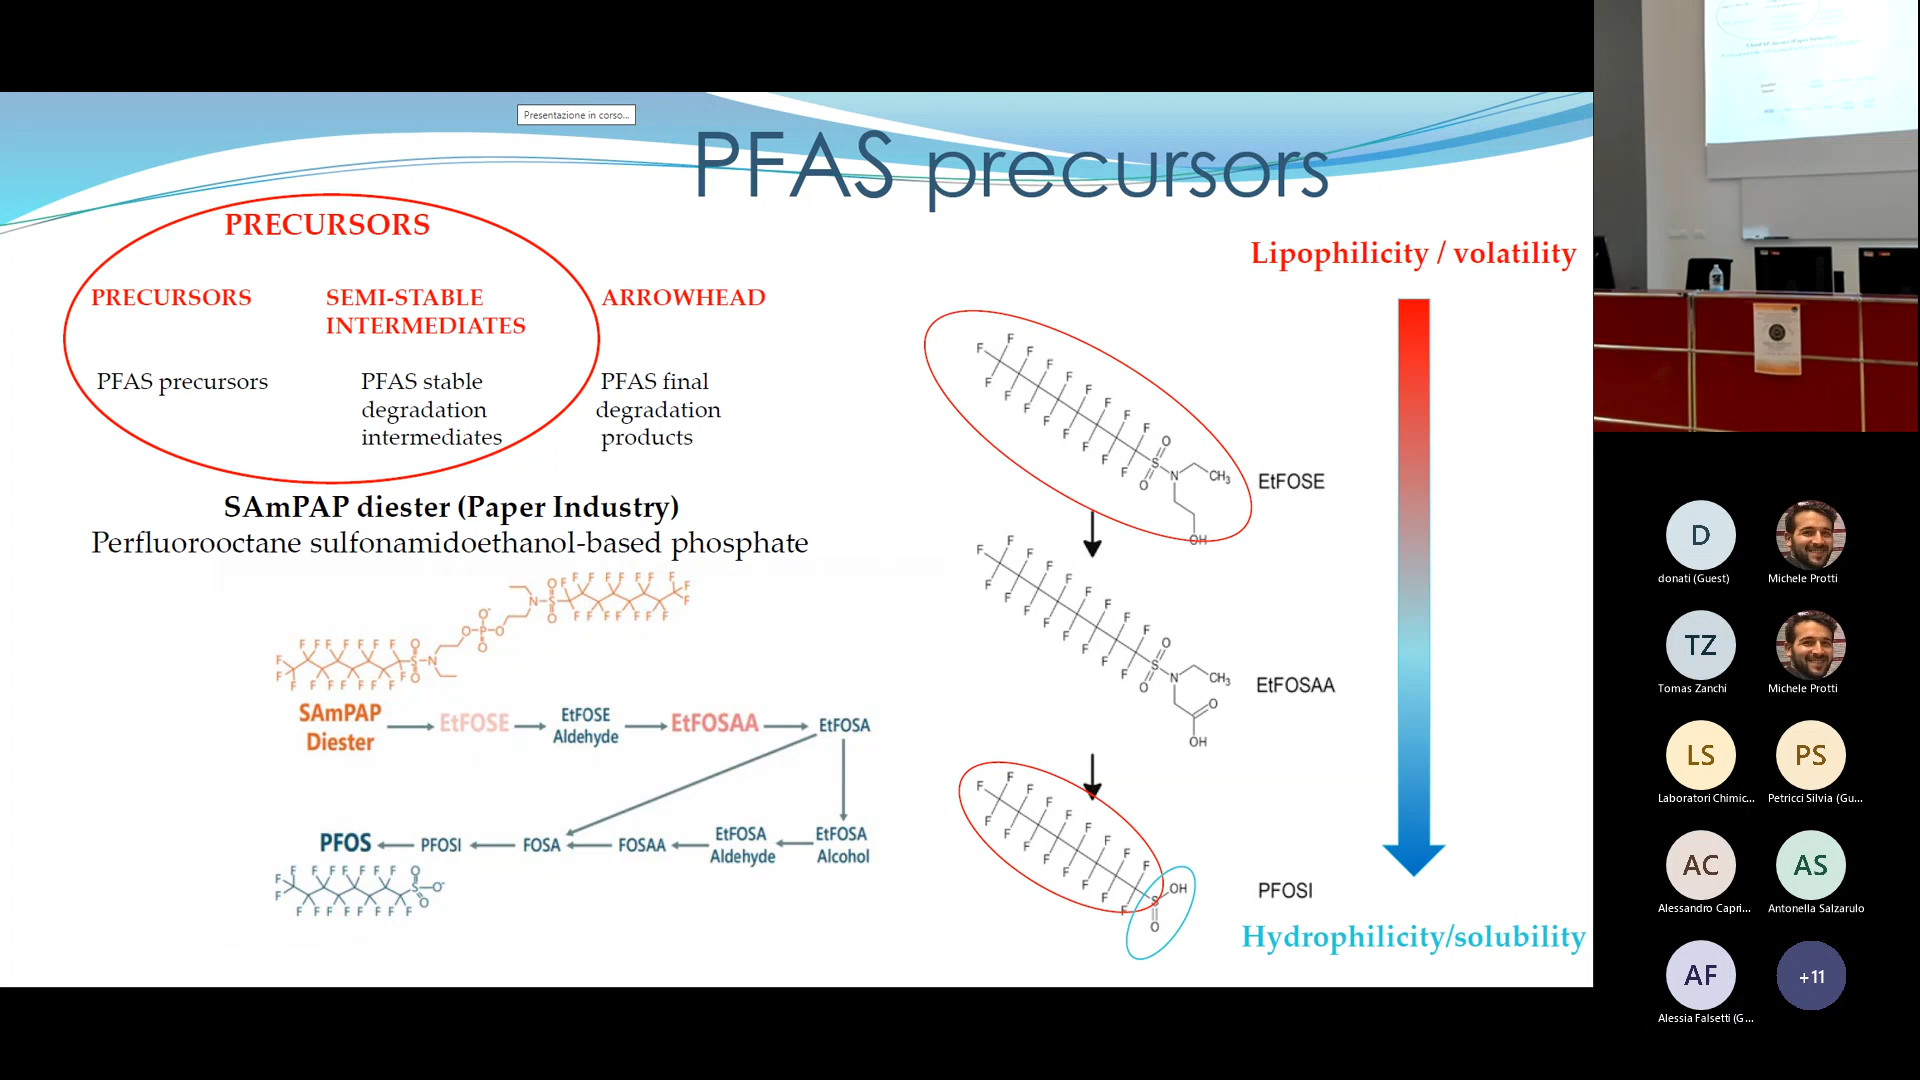 Presentazione in corso...
PFAS precursors
PRECURSORS
PRECURSORS
SEMI-STABLE
INTERMEDIATES
ARROWHEAD
PFAS precursors
PFAS stable
degradation
intermediates
PFAS final
degradation
products
SAmPAP diester (Paper Industry)
Perfluorooctane sulfonamidoethanol-based phosphate
SAmPAP
Diester
EtFOSE
EtFOSE
Aldehyde
EtFOSAA
EtFOSA
PFOS
PFOSI
FOSA
FOSAA
EtFOSA
Aldehyde
EtFOSA
Alcohol
Lipophilicity / volatility
EtFOSE
EtFOSAA
PFOSI
Hydrophilicity/solubility
D
donati (Guest)
Michele Protti
TZ
Tomas Zanchi
Michele Protti
LS
Laboratori Chimic...
PS
Petricci Silvia (Gu...
AC
Alessandro Capri...
AS
Antonella Salzarulo
AF
Alessia Falsetti (G...
+11